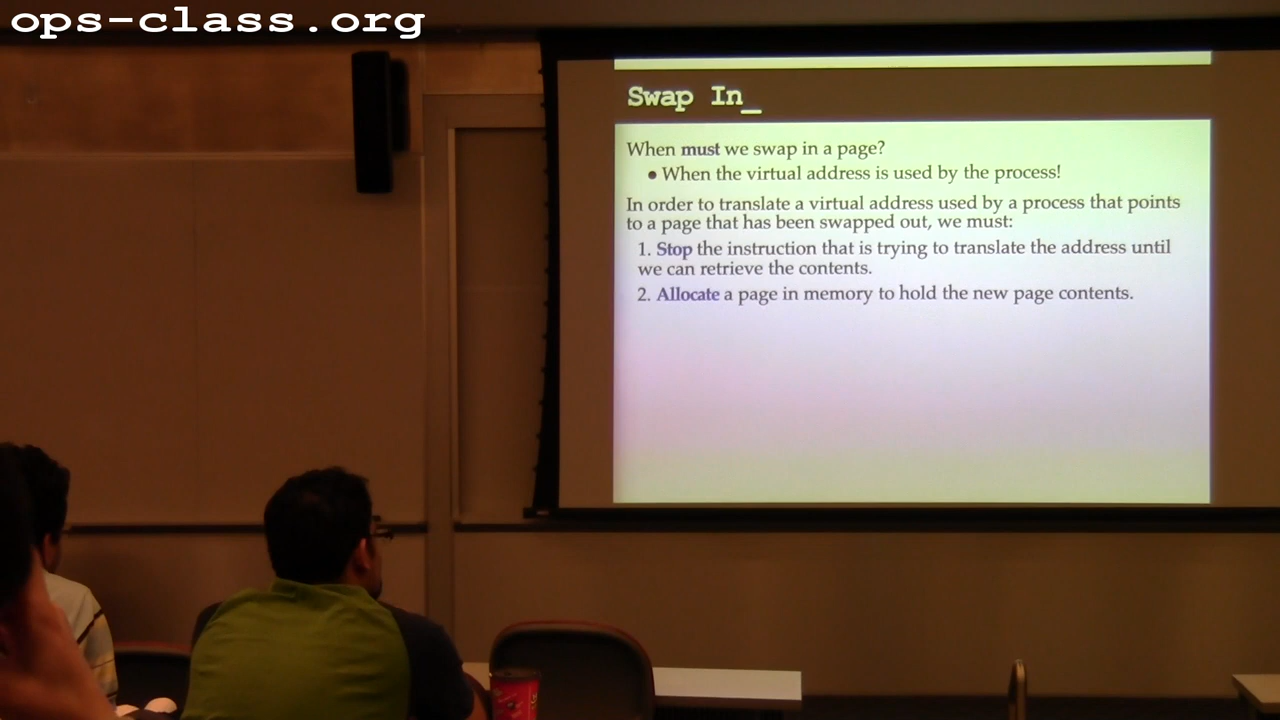 ops-class.org
Swap In_
When must we swap in a page?
● When the virtual address is used by the process!
In order to translate a virtual address used by a process that points
to a page that has been swapped out, we must:
1. Stop the instruction that is trying to translate the address until
we can retrieve the contents.
2. Allocate a page in memory to hold the new page contents.